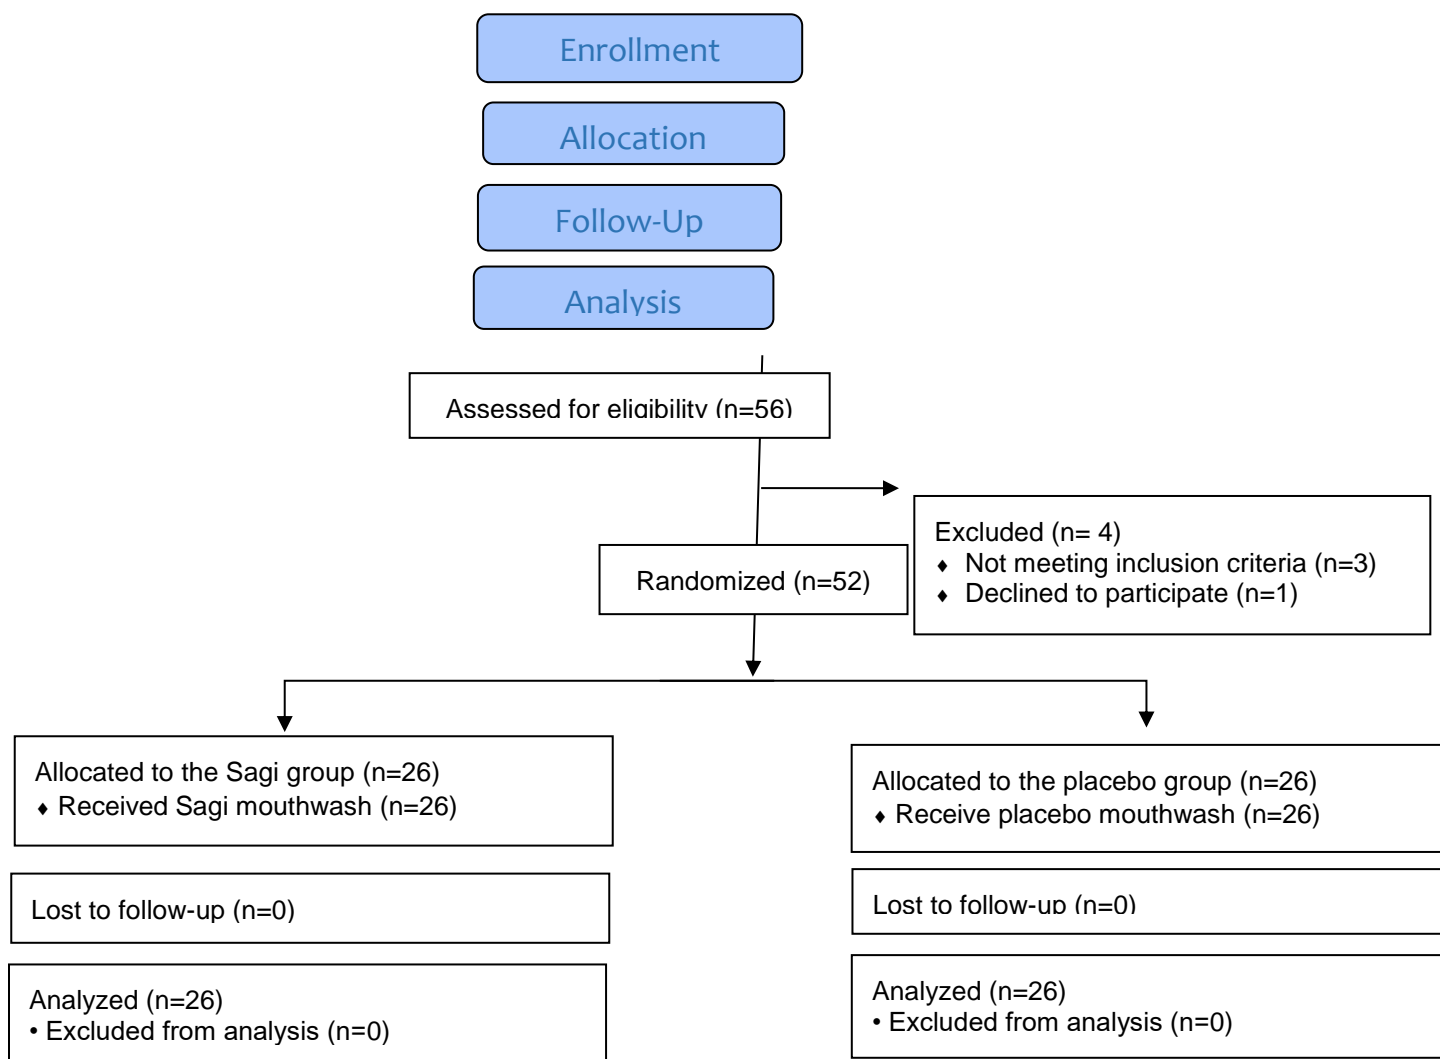 Enrollment
Allocation
Follow-Up
Analysis
Assessed for eligibility (n=56)
Excluded (n= 4)
♦ Not meeting inclusion criteria (n=3)
♦ Declined to participate (n=1)
Randomized (n=52)
Allocated to the Sagi group (n=26)
♦ Received Sagi mouthwash (n=26)
Allocated to the placebo group (n=26)
♦ Receive placebo mouthwash (n=26)
Lost to follow-up (n=0)
Lost to follow-up (n=0)
Analyzed (n=26)
• Excluded from analysis (n=0)
Analyzed (n=26)
• Excluded from analysis (n=0)